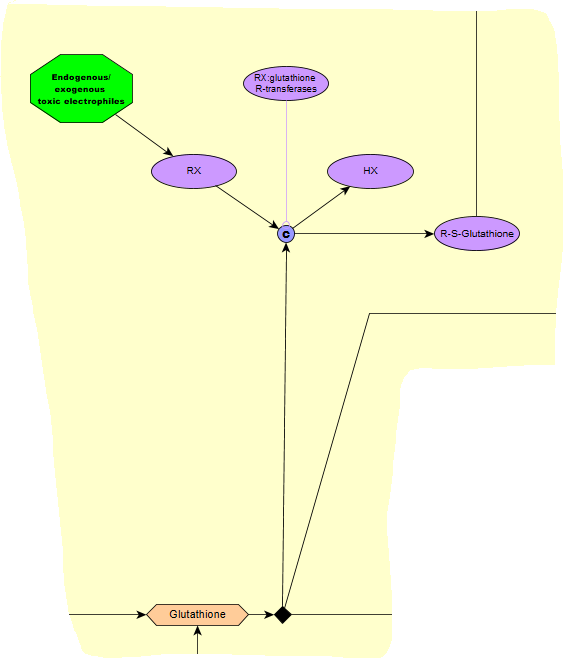 Endogenous/
exogenous
toxic electrophiles
RX:glutathione
R-transferases
RX
HX
C
R-S-Glutathione
Glutathione